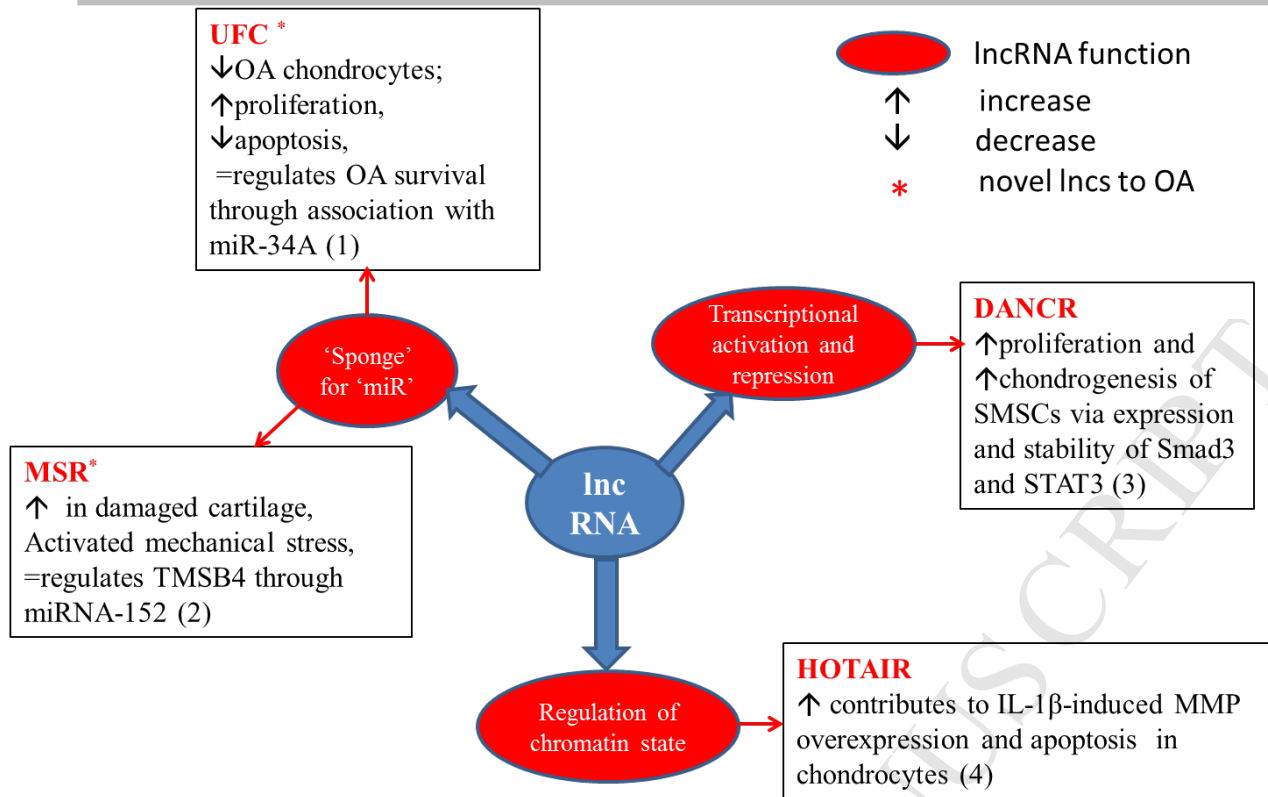 UFC *
↓OA chondrocytes;
↑proliferation,
↓apoptosis,
=regulates OA survival
through association with
miR-34A (1)
lncRNA function
↑ increase
↓ decrease
* novel lncs to OA
'Sponge'
for 'miR'
Transcriptional
activation and
repression
DANCR
↑proliferation and
↑chondrogenesis of
SMSCs via expression
and stability of Smad3
and STAT3 (3)
MSR*
↑ in damaged cartilage,
Activated mechanical stress,
=regulates TMSB4 through
miRNA-152 (2)
lnc
RNA
Regulation of
chromatin state
HOTAIR
↑ contributes to IL-1β-induced MMP
overexpression and apoptosis in
chondrocytes (4)
USCRIPT